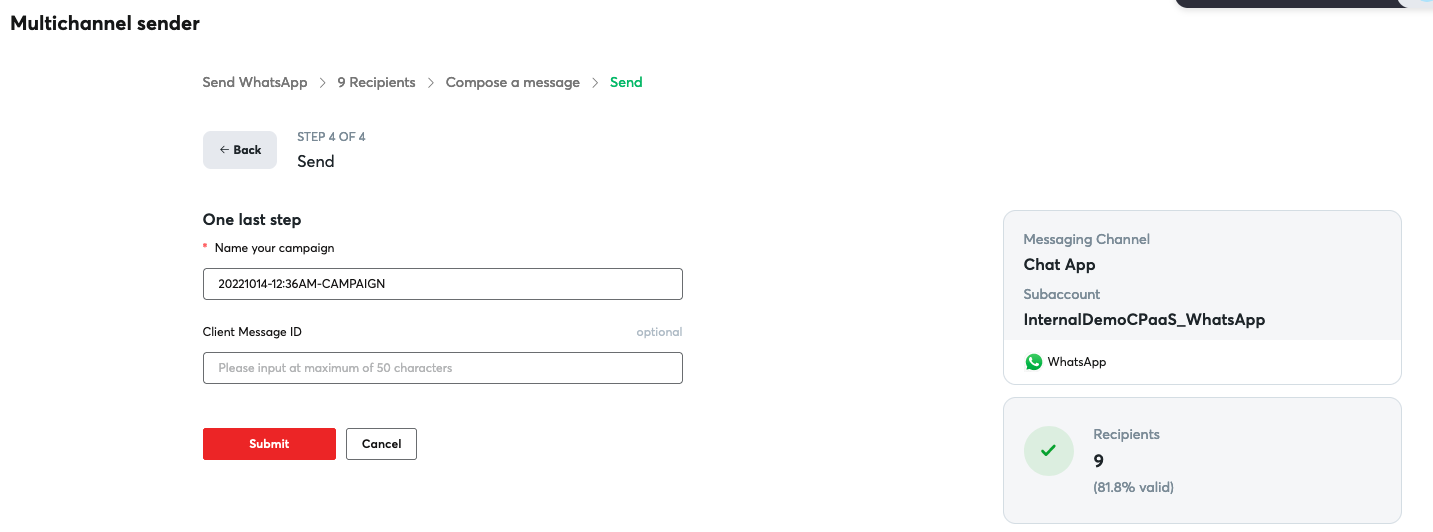 Multichannel sender
Send WhatsApp > 9 Recipients > Compose a message > Send
← Back
STEP 4 OF 4
Send
One last step
* Name your campaign
20221014-12:36AM-CAMPAIGN
Client Message ID optional
Please input at maximum of 50 characters
Submit Cancel
Messaging Channel
Chat App
Subaccount
InternalDemoCPaaS_WhatsApp
WhatsApp
Recipients
9
(81.8% valid)